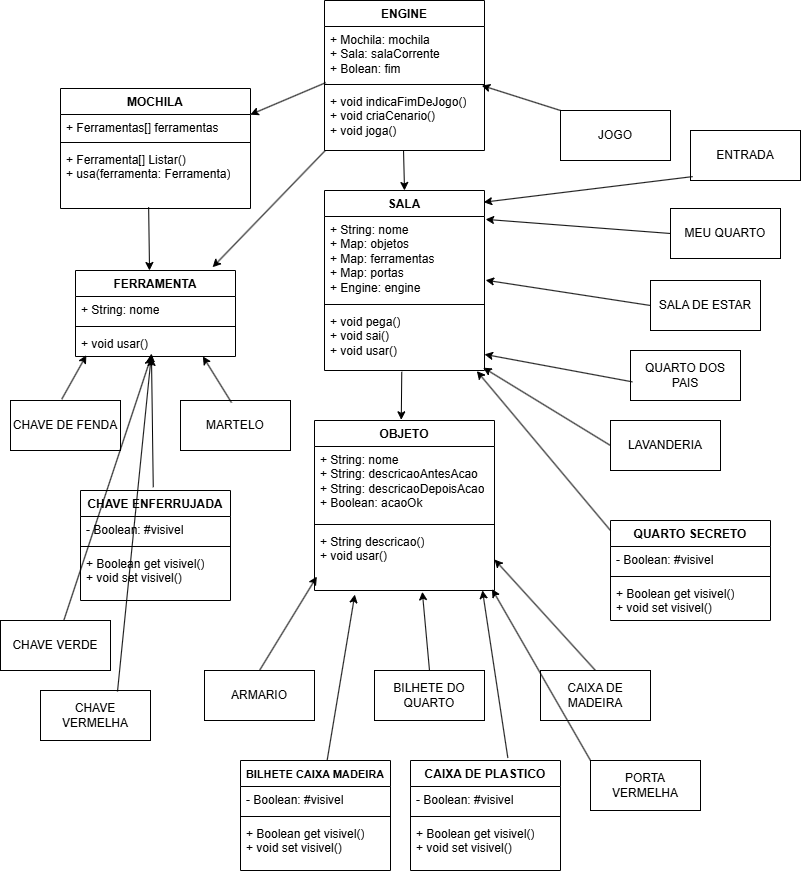 ENGINE
+ Mochila: mochila
+ Sala: salaCorrente
+ Bolean: fim
+ void indicaFimDeJogo()
+ void criaCenario()
+ void joga()
MOCHILA
+ Ferramentas[] ferramentas
+ Ferramenta[] Listar()
+ usa(ferramenta: Ferramenta)
JOGO
ENTRADA
SALA
+ String: nome
+ Map: objetos
+ Map: ferramentas
+ Map: portas
+ Engine: engine
+ void pega()
+ void sai()
+ void usar()
MEU QUARTO
FERRAMENTA
+ String: nome
+ void usar()
SALA DE ESTAR
QUARTO DOS
PAIS
CHAVE DE FENDA
MARTELO
LAVANDERIA
OBJETO
+ String: nome
+ String: descricaoAntesAcao
+ String: descricaoDepoisAcao
+ Boolean: acaoOk
+ String descricao()
+ void usar()
CHAVE ENFERRUJADA
- Boolean: #visivel
+ Boolean get visivel()
+ void set visivel()
QUARTO SECRETO
- Boolean: #visivel
+ Boolean get visivel()
+ void set visivel()
CHAVE VERDE
CHAVE
VERMELHA
ARMARIO
BILHETE DO
QUARTO
CAIXA DE
MADEIRA
BILHETE CAIXA MADEIRA
- Boolean: #visivel
+ Boolean get visivel()
+ void set visivel()
CAIXA DE PLASTICO
- Boolean: #visivel
+ Boolean get visivel()
+ void set visivel()
PORTA
VERMELHA